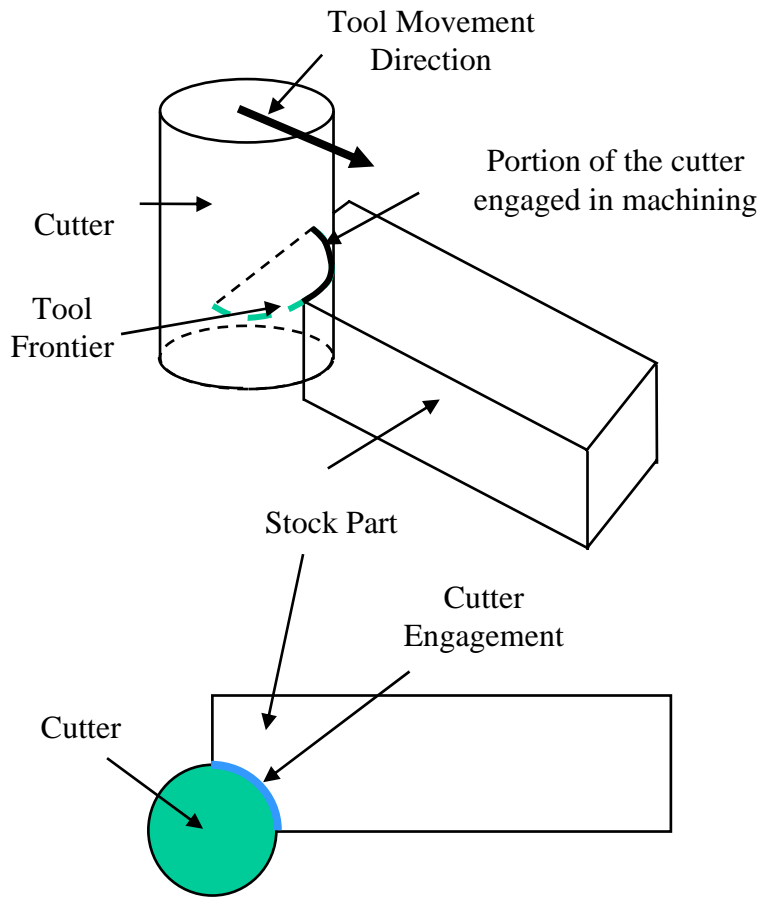 Tool Movement
Direction
Portion of the cutter
engaged in machining
Cutter
Tool
Frontier
Stock Part
Cutter
Engagement
Cutter